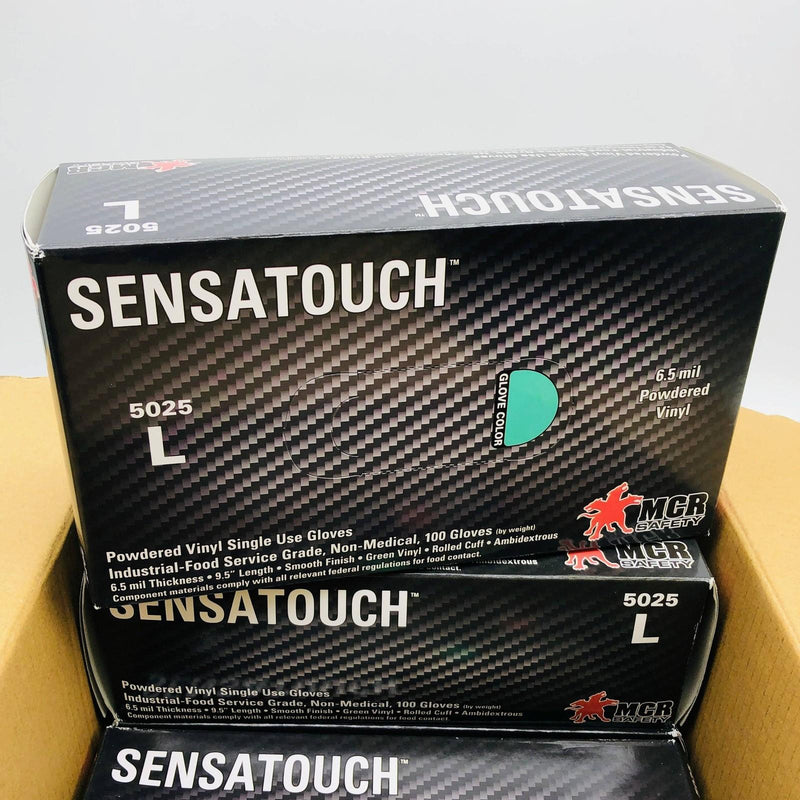 SENSATOUCH™
L
5025
SENSATOUCH™
5025
L
GLOVE COLOR
6.5 mil
Powdered
Vinyl
MCR
SAFETY
Powdered Vinyl Single Use Gloves
Industrial-Food Service Grade, Non-Medical, 100 Gloves (by weight)
6.5 mil Thickness • 9.5" Length • Smooth Finish • Green Vinyl • Rolled Cuff • Ambidextrous
Component materials comply with all relevant federal regulations for food contact.
MCR
SAFETY
SENSATOUCH™
5025
L
Powdered Vinyl Single Use Gloves
Industrial-Food Service Grade, Non-Medical, 100 Gloves (by weight)
6.5 mil Thickness • 9.5" Length • Smooth Finish • Green Vinyl • Rolled Cuff • Ambidextrous
Component materials comply with all relevant federal regulations for food contact.
MCR
SAFETY
SENSATOUCH™